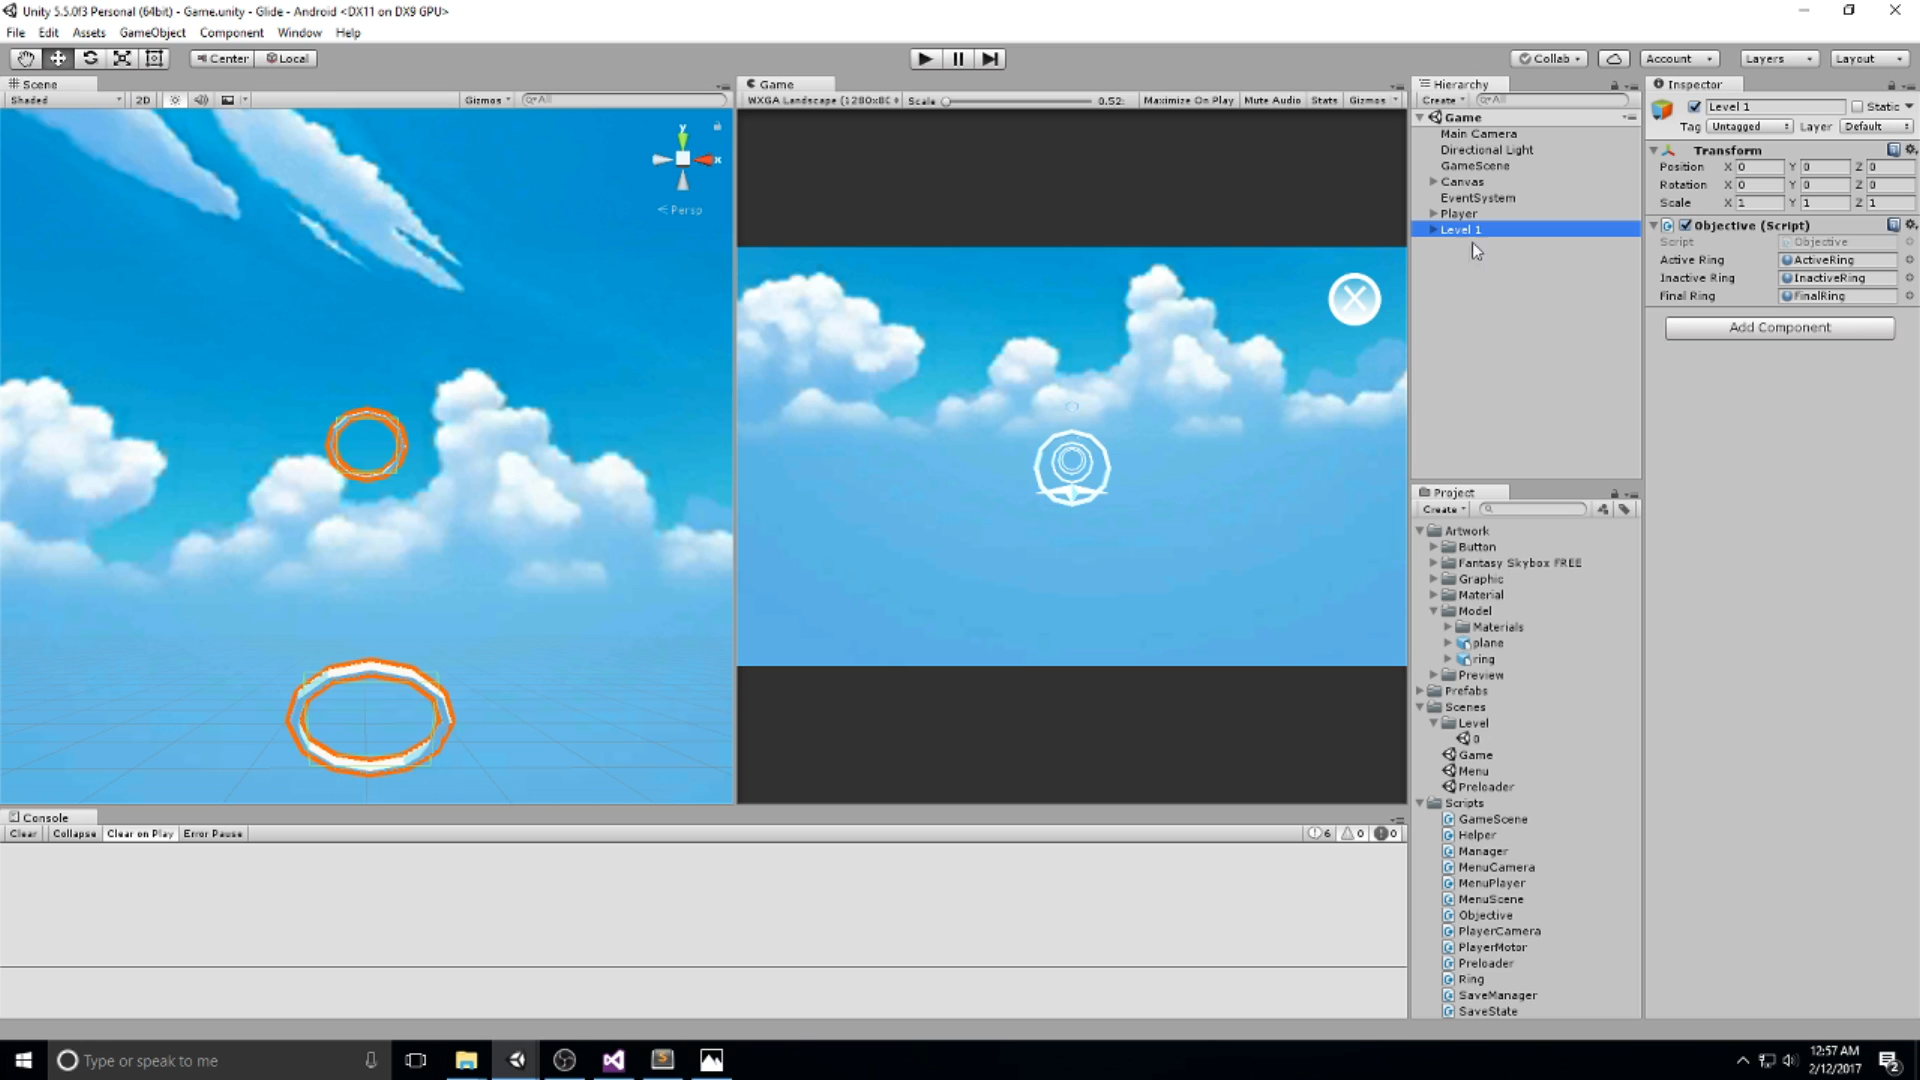 Unity 5.5.0f3 Personal (64bit) - Game.unity - Glide - Android <DX11 on DX9 GPU>
File Edit Assets GameObject Component Window Help
Center Local
Collab Account Layers Layout
Scene
Shaded 2D Gizmos All
y
x
Persp
Game
WXGA Landscape (1280x80 Scale 0.52: Maximize On Play Mute Audio Stats Gizmos
Hierarchy
Create All
Game
Main Camera
Directional Light
GameScene
Canvas
EventSystem
Player
Level 1
Inspector
Level 1 Static
Tag Untagged Layer Default
Transform
Position X 0 Y 0 Z 0
Rotation X 0 Y 0 Z 0
Scale X 1 Y 1 Z 1
Objective (Script)
Script Objective
Active Ring ActiveRing
Inactive Ring InactiveRing
Final Ring FinalRing
Add Component
Project
Create
Artwork
Button
Fantasy Skybox FREE
Graphic
Material
Model
Materials
plane
ring
Preview
Prefabs
Scenes
Level
0
Game
Menu
Preloader
Scripts
GameScene
Helper
Manager
MenuCamera
MenuPlayer
MenuScene
Objective
PlayerCamera
PlayerMotor
Preloader
Ring
SaveManager
SaveState
Console
Clear Collapse Clear on Play Error Pause 6 0 0
Type or speak to me
12:57 AM
2/12/2017
2